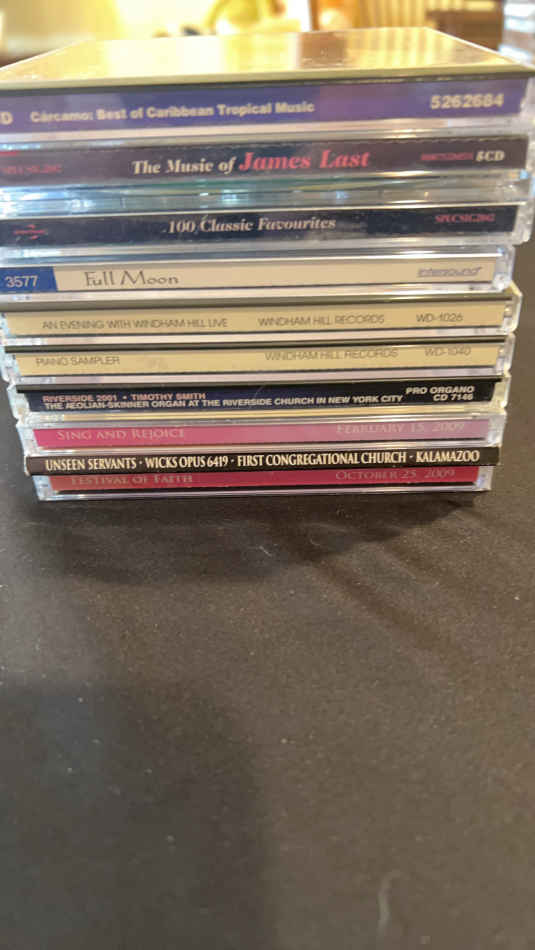 D Cárcamo: Best of Caribbean Tropical Music 5262684
The Music of James Last 5CD
100 Classic Favourites SPECSIG2002
3577 Full Moon intersound
AN EVENING WITH WINDHAM HILL LIVE WINDHAM HILL RECORDS WD-1026
PIANO SAMPLER WINDHAM HILL RECORDS WD-1040
RIVERSIDE 2001 • TIMOTHY SMITH PRO ORGANO
THE AEOLIAN-SKINNER ORGAN AT THE RIVERSIDE CHURCH IN NEW YORK CITY CD 7146
SING AND REJOICE FEBRUARY 15, 2009
UNSEEN SERVANTS · WICKS OPUS 6419 · FIRST CONGREGATIONAL CHURCH · KALAMAZOO
FESTIVAL OF FAITH OCTOBER 25, 2009